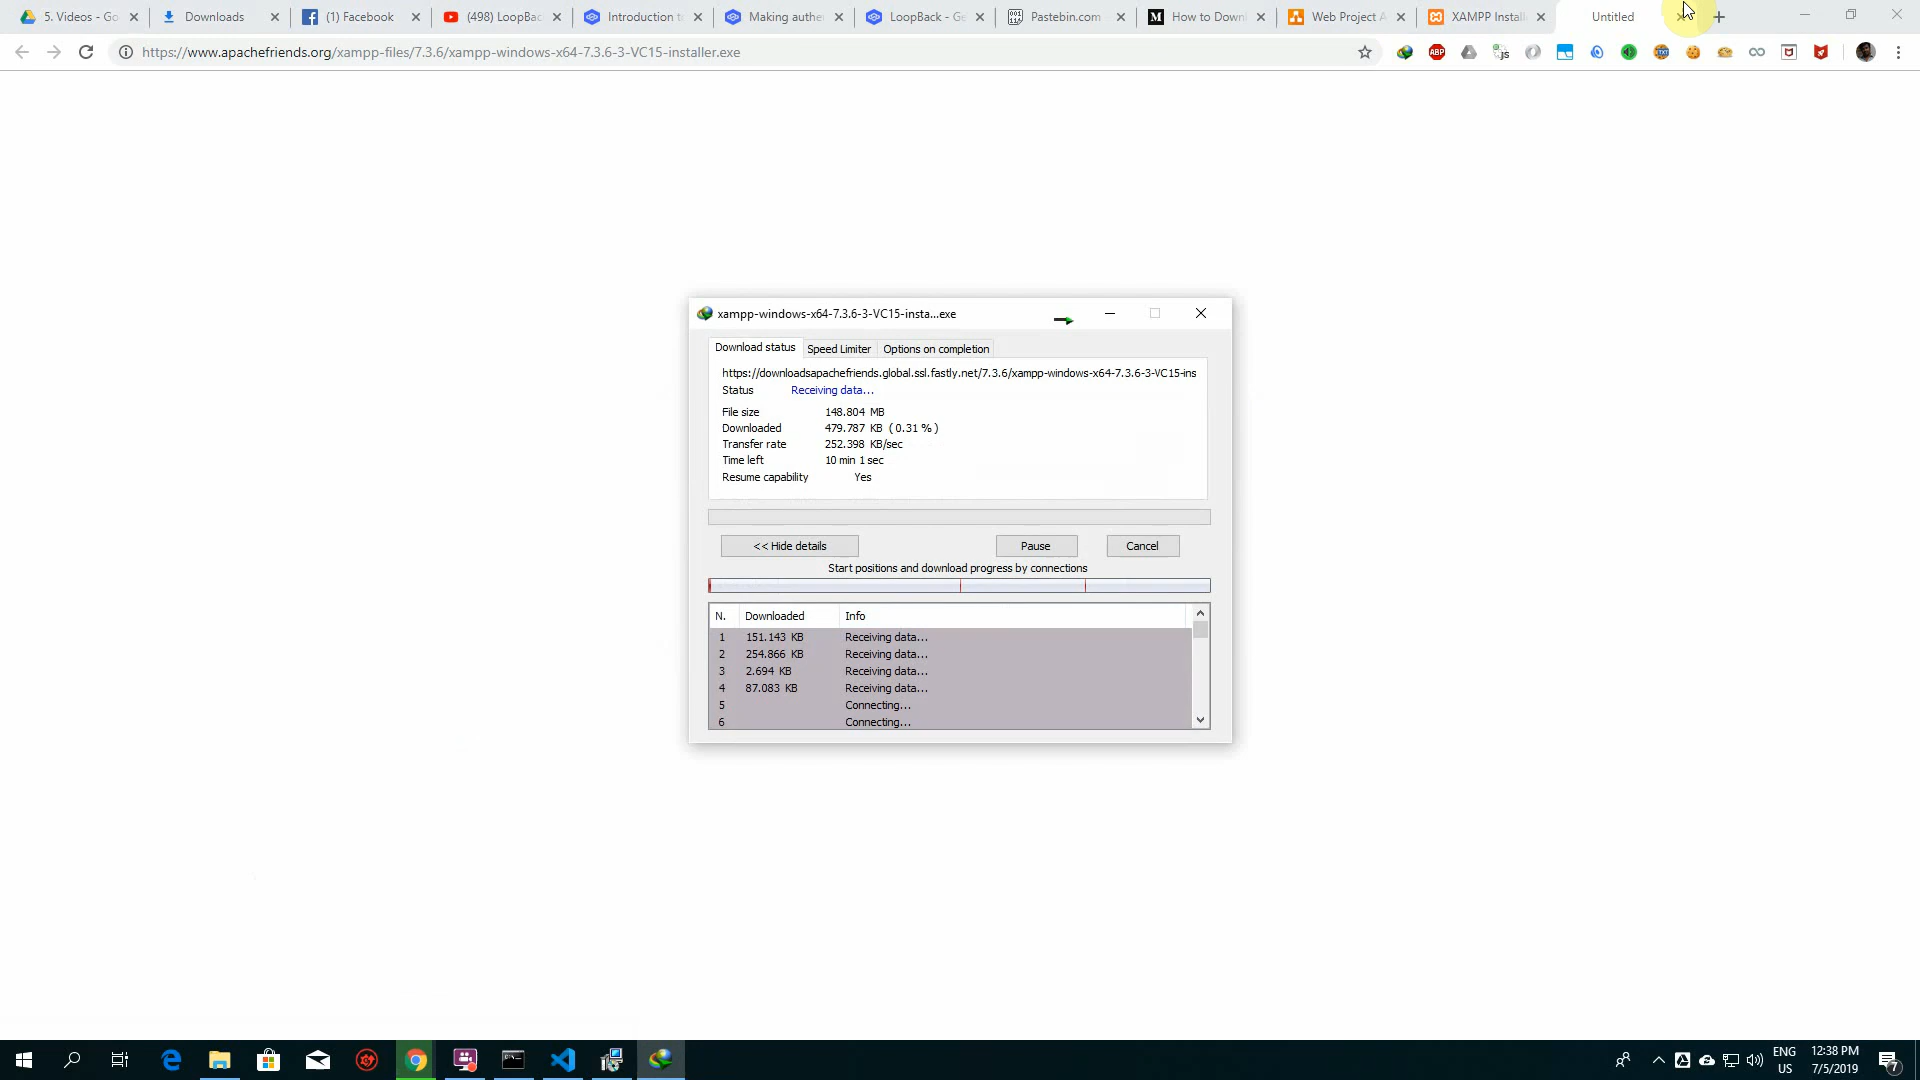 5. Videos - Go
Downloads
(1) Facebook
(498) LoopBac
Introduction t
Making authe
LoopBack - Ge
Pastebin.com
How to Down
Web Project A
XAMPP Install
Untitled
https://www.apachefriends.org/xampp-files/7.3.6/xampp-windows-x64-7.3.6-3-VC15-installer.exe
ABP
JS
xampp-windows-x64-7.3.6-3-VC15-insta...exe
Download status
Speed Limiter
Options on completion
https://downloadsapachefriends.global.ssl.fastly.net/7.3.6/xampp-windows-x64-7.3.6-3-VC15-ins
Status Receiving data...
File size 148.804 MB
Downloaded 479.787 KB ( 0.31 % )
Transfer rate 252.398 KB/sec
Time left 10 min 1 sec
Resume capability Yes
<< Hide details
Pause
Cancel
Start positions and download progress by connections
N. Downloaded Info
1 151.143 KB Receiving data...
2 254.866 KB Receiving data...
3 2.694 KB Receiving data...
4 87.083 KB Receiving data...
5 Connecting...
6 Connecting...
ENG
US
12:38 PM
7/5/2019
7